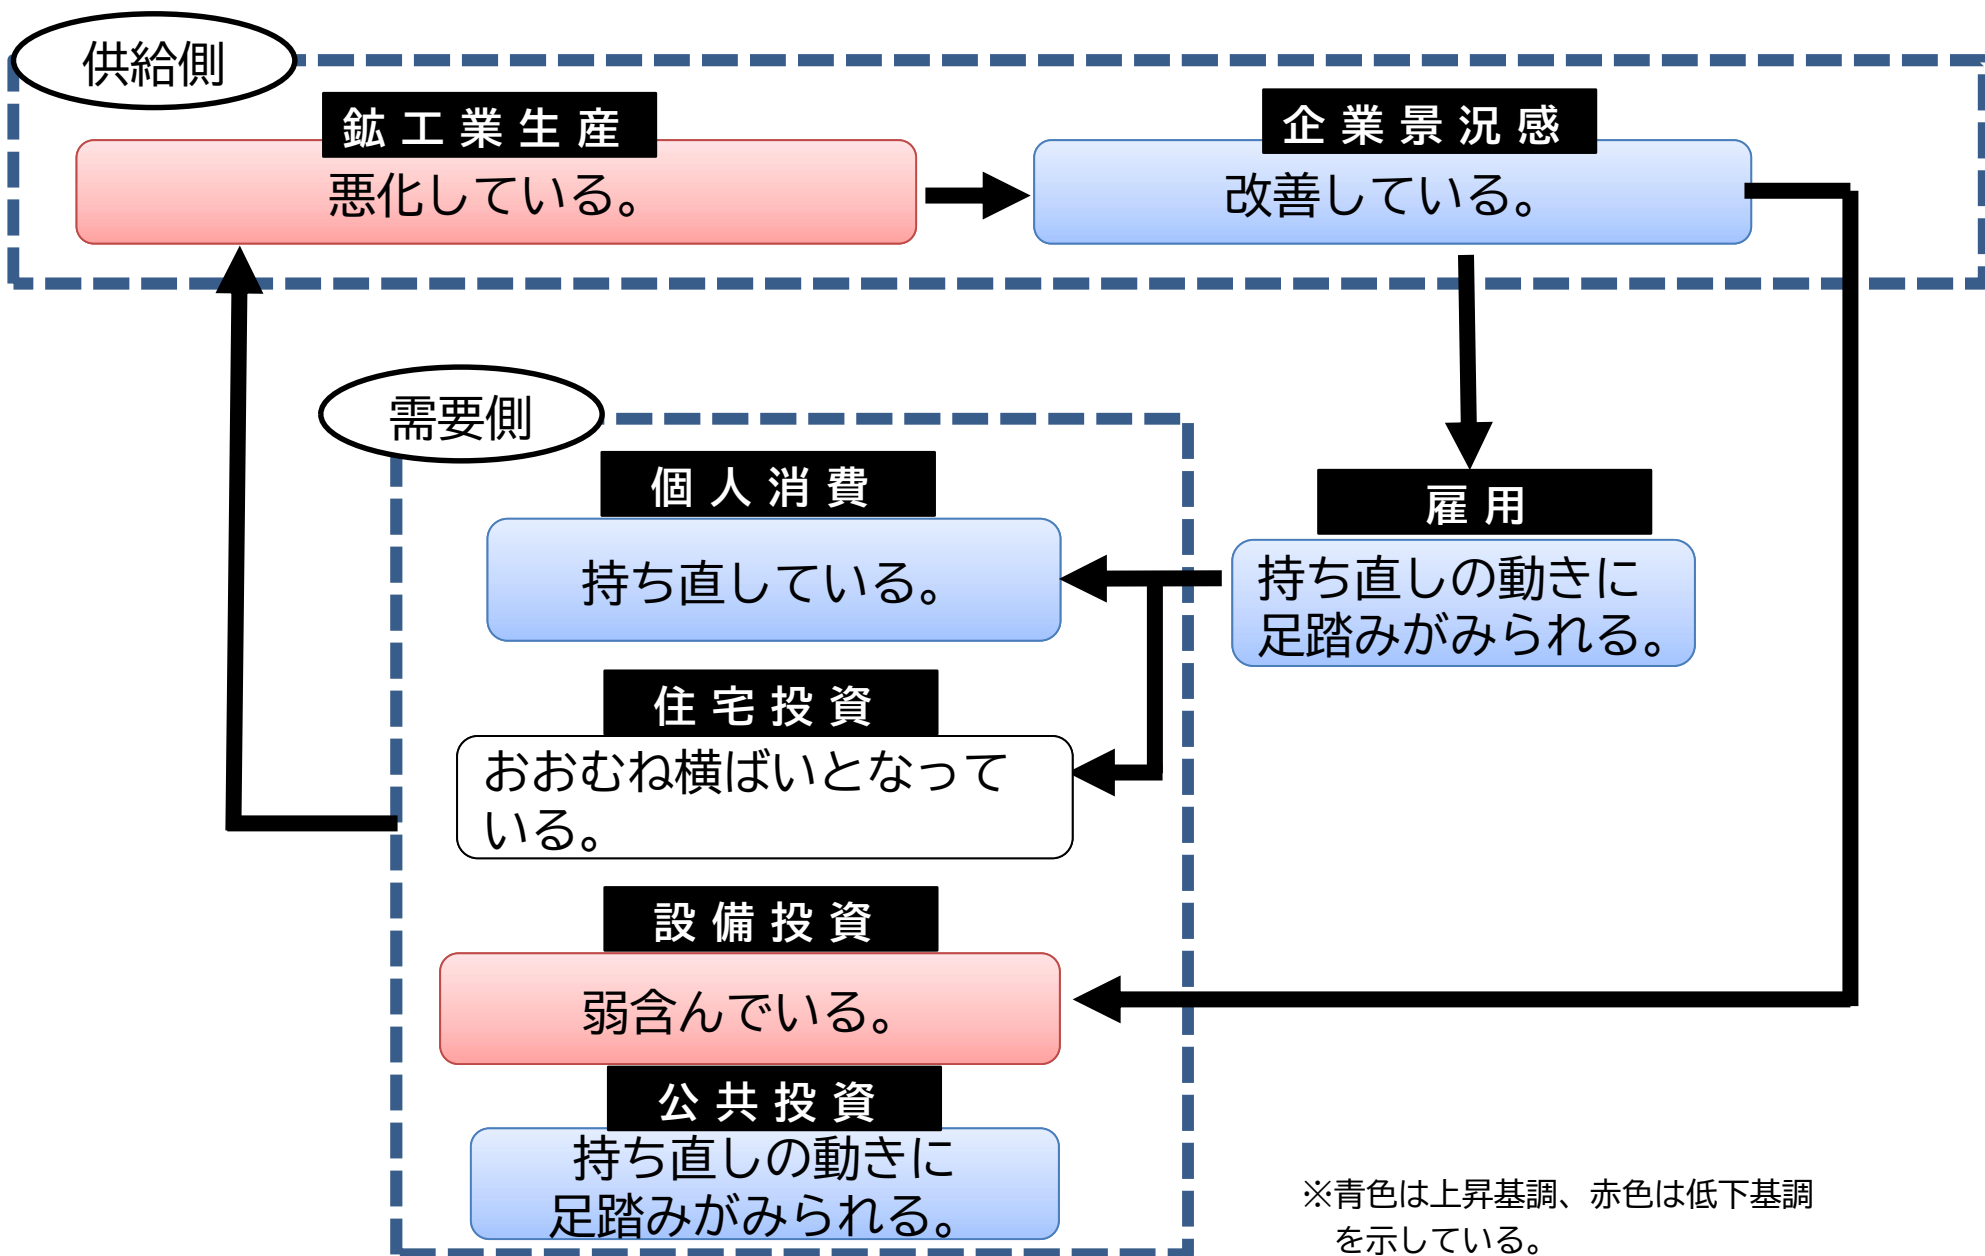 供給側
鉱工業生産
悪化している。
企業景況感
改善している。
需要側
個人消費
持ち直している。
雇用
持ち直しの動きに
足踏みがみられる。
住宅投資
おおむね横ばいとなって
いる。
設備投資
弱含んでいる。
公共投資
持ち直しの動きに
足踏みがみられる。
※青色は上昇基調、赤色は低下基調
を示している。